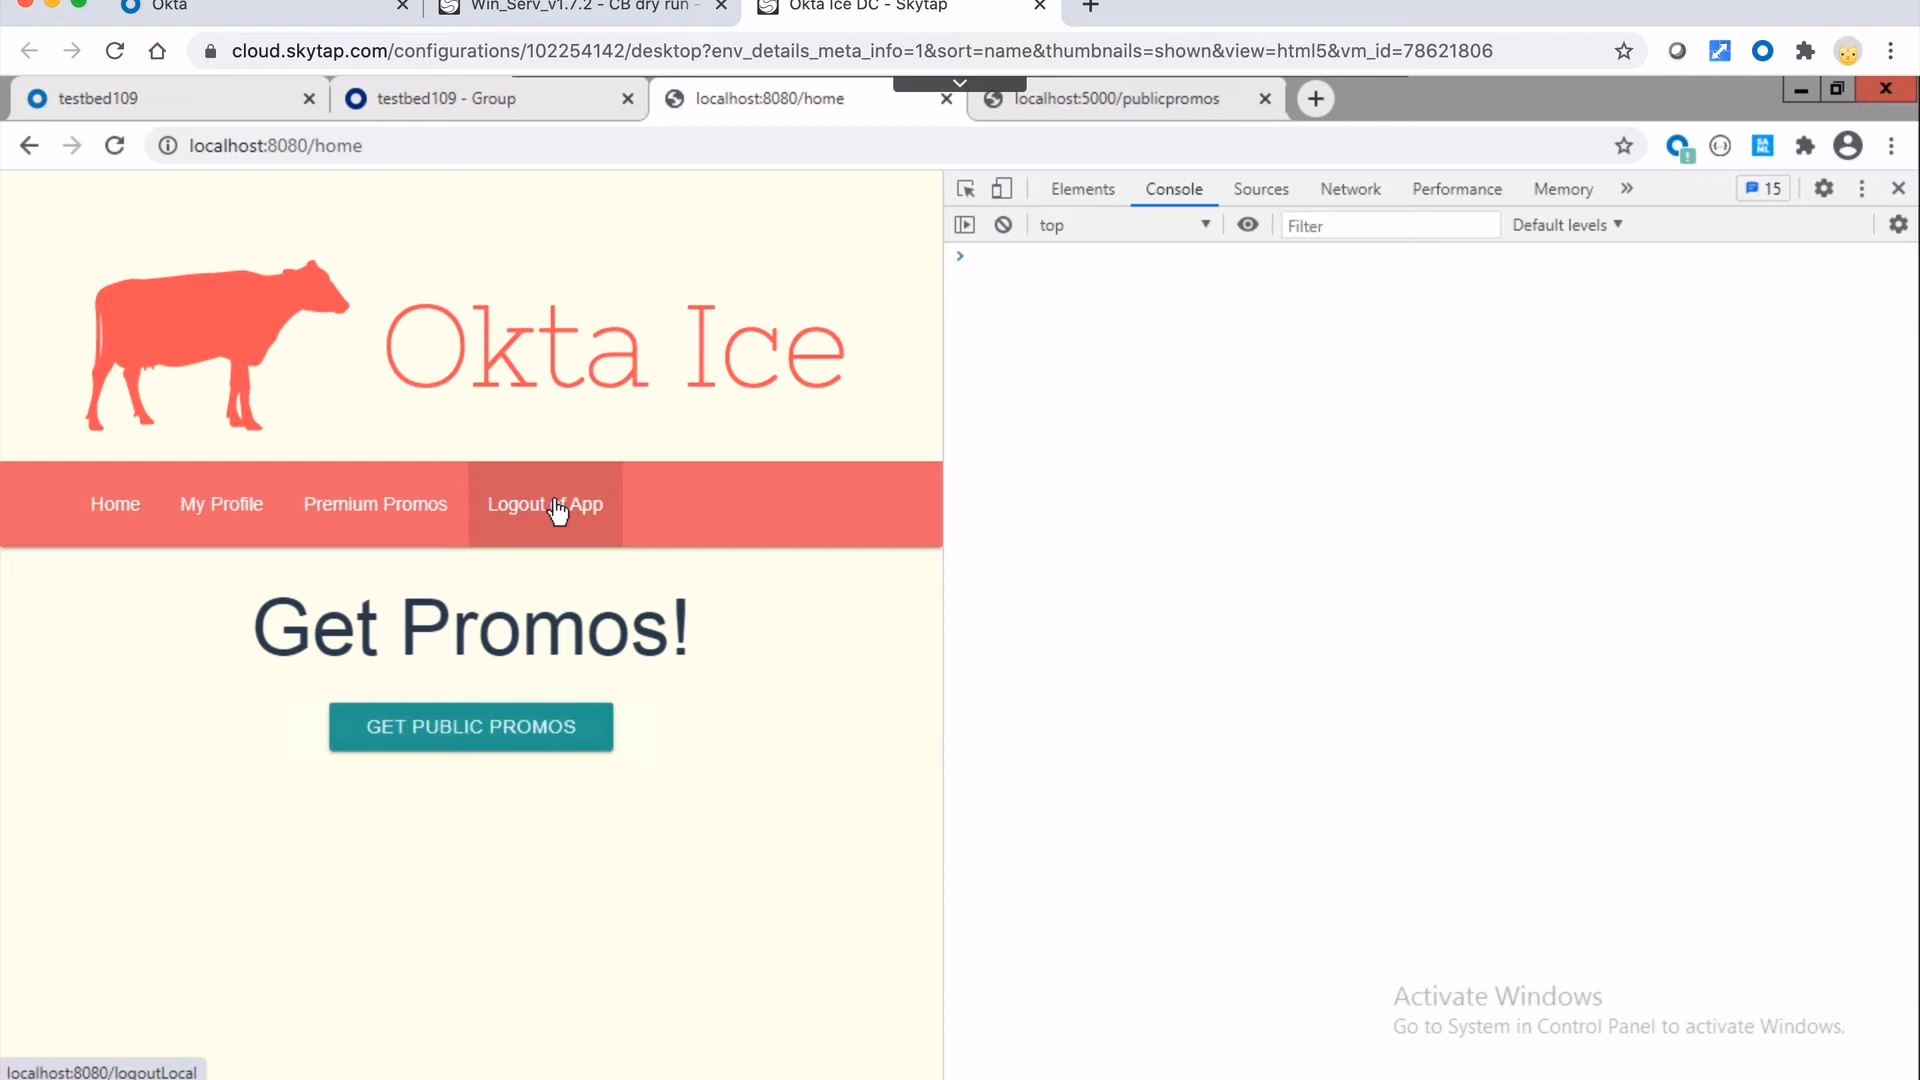 Okta
Win_Serv_v1.7.2 - CB dry run -
Okta Ice DC - Skytap
cloud.skytap.com/configurations/102254142/desktop?env_details_meta_info=1&sort=name&thumbnails=shown&view=html5&vm_id=78621806
testbed109
testbed109 - Group
localhost:8080/home
localhost:5000/publicpromos
localhost:8080/home
Elements
Console
Sources
Network
Performance
Memory
15
top
Filter
Default levels
Okta Ice
Home
My Profile
Premium Promos
Logout of App
Get Promos!
GET PUBLIC PROMOS
Activate Windows
Go to System in Control Panel to activate Windows.
localhost:8080/logoutLocal